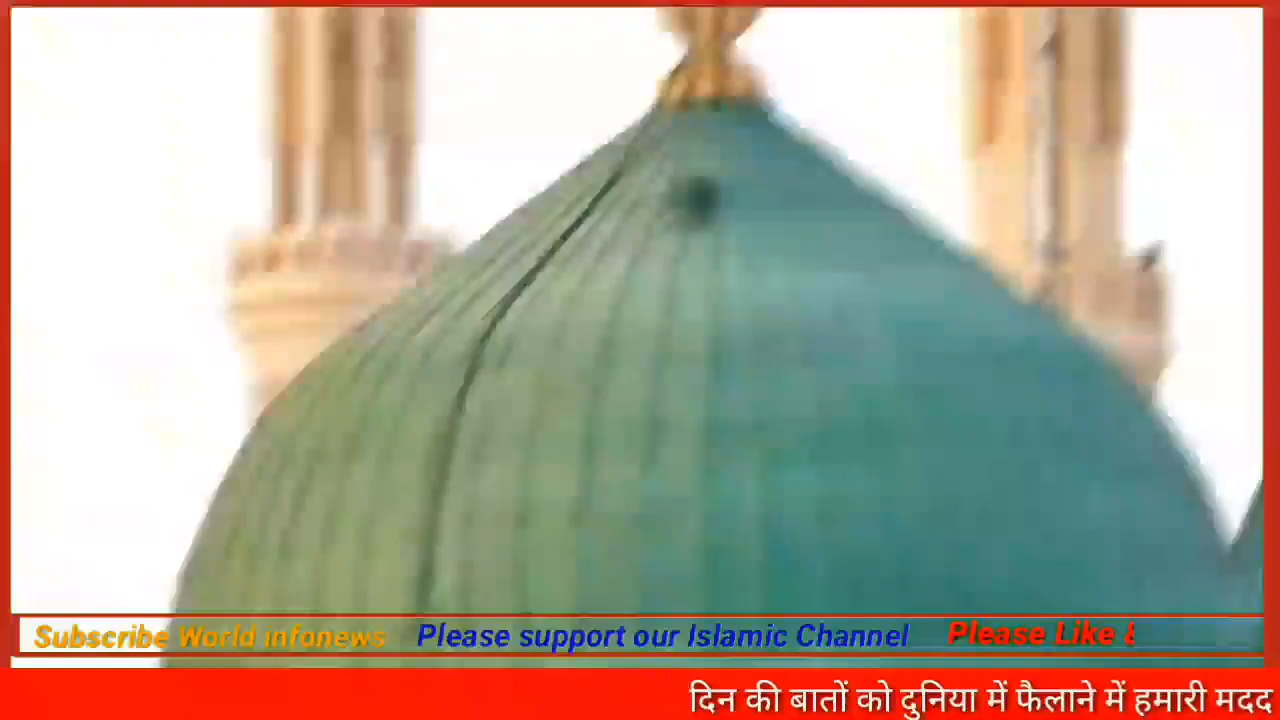 Subscribe World infonews Please support our Islamic Channel Please Like &
दिन की बातों को दुनिया में फैलाने में हमारी मदद